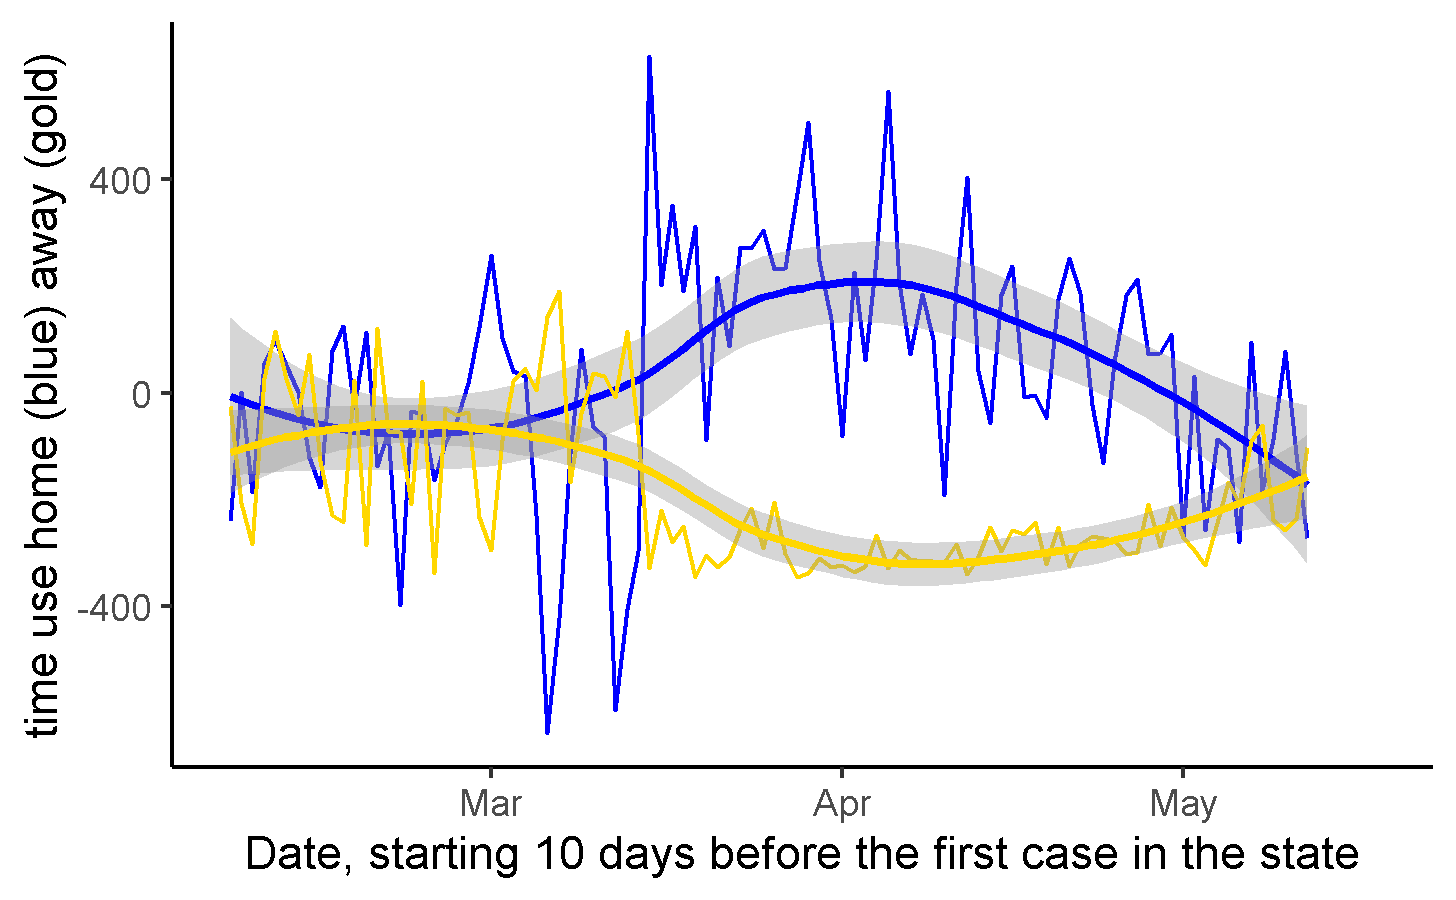 time use home (blue) away (gold)
400
0
-400
Mar
Apr
May
Date, starting 10 days before the first case in the state